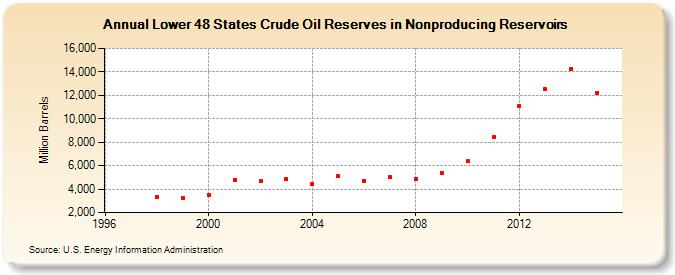 Annual Lower 48 States Crude Oil Reserves in Nonproducing Reservoirs
Million Barrels
16,000
14,000
12,000
10,000
8,000
6,000
4,000
2,000
1996 2000 2004 2008 2012
Source: U.S. Energy Information Administration